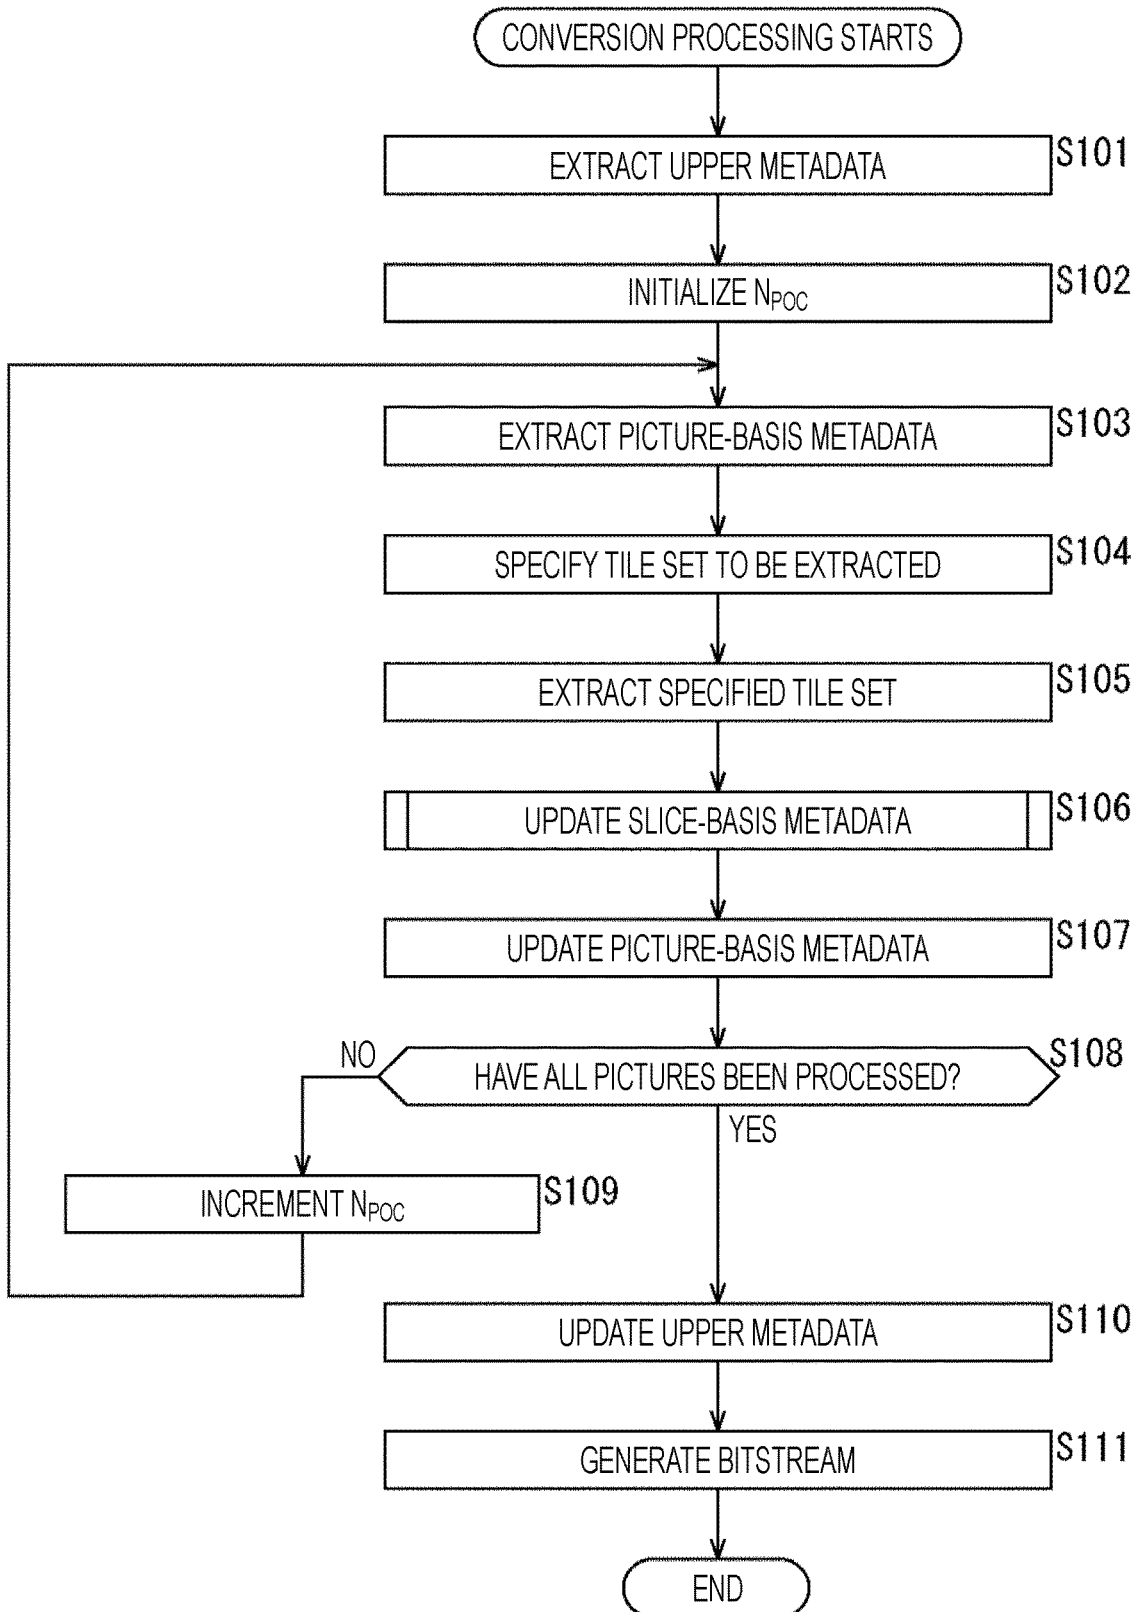 CONVERSION PROCESSING STARTS
S101
EXTRACT UPPER METADATA
S102
INITIALIZE NPOC
S103
EXTRACT PICTURE-BASIS METADATA
S104
SPECIFY TILE SET TO BE EXTRACTED
S105
EXTRACT SPECIFIED TILE SET
S106
UPDATE SLICE-BASIS METADATA
S107
UPDATE PICTURE-BASIS METADATA
NO
S108
HAVE ALL PICTURES BEEN PROCESSED?
YES
S109
INCREMENT NPOC
S110
UPDATE UPPER METADATA
S111
GENERATE BITSTREAM
END